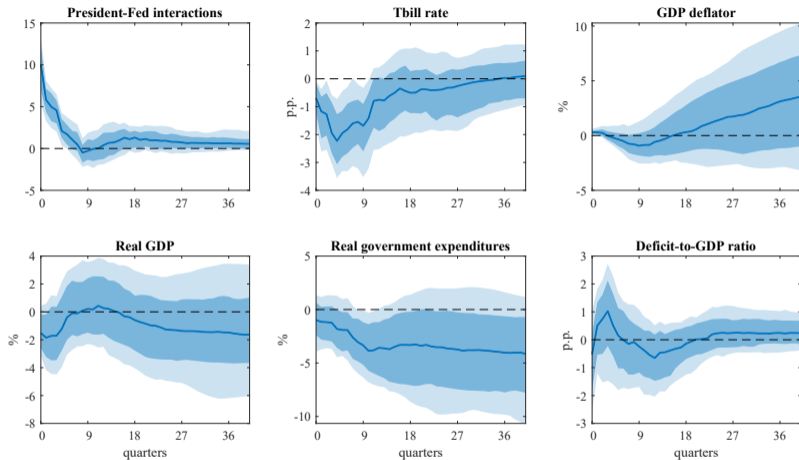 President-Fed interactions
15
10
5
0
-5
0 9 18 27 36
Tbill rate
p.p.
2
1
0
-1
-2
-3
-4
0 9 18 27 36
GDP deflator
%
10
5
0
-5
0 9 18 27 36
Real GDP
%
4
2
0
-2
-4
-6
-8
0 9 18 27 36
quarters
Real government expenditures
%
5
0
-5
-10
0 9 18 27 36
quarters
Deficit-to-GDP ratio
p.p.
3
2
1
0
-1
-2
-3
0 9 18 27 36
quarters